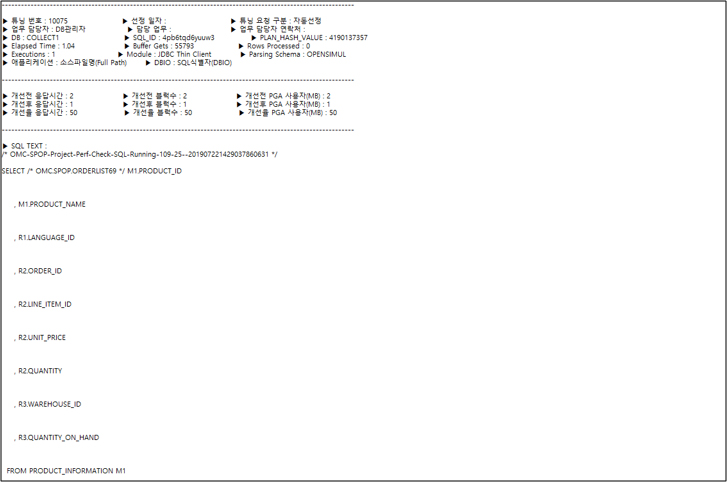 --------------------------------------------------------------------------------
▶ 튜닝 번호 : 10075 ▶ 선정 일자 : ▶ 튜닝 요청 구분 : 자동선정
▶ 업무 담당자 : DB관리자 ▶ 담당 업무 : ▶ 업무 담당자 연락처 :
▶ DB : COLLECT1 ▶ SQL_ID : 4pb6tqd6yuuw3 ▶ PLAN_HASH_VALUE : 4190137357
▶ Elapsed Time : 1.04 ▶ Buffer Gets : 55793 ▶ Rows Processed : 0
▶ Executions : 1 ▶ Module : JDBC Thin Client ▶ Parsing Schema : OPENSIMUL
▶ 애플리케이션 : 소스파일명(Full Path) ▶ DBIO : SQL식별자(DBIO)
--------------------------------------------------------------------------------
▶ 개선전 응답시간 : 2 ▶ 개선전 블럭수 : 2 ▶ 개선전 PGA 사용자(MB) : 2
▶ 개선후 응답시간 : 1 ▶ 개선후 블럭수 : 1 ▶ 개선후 PGA 사용자(MB) : 1
▶ 개선율 응답시간 : 50 ▶ 개선율 블럭수 : 50 ▶ 개선율 PGA 사용자(MB) : 50
--------------------------------------------------------------------------------
▶ SQL TEXT :
/* OMC-SPOP-Project-Perf-Check-SQL-Running-109-25--201907221429037860631 */
SELECT /* OMC.SPOP.ORDERLIST69 */ M1.PRODUCT_ID
, M1.PRODUCT_NAME
, R1.LANGUAGE_ID
, R2.ORDER_ID
, R2.LINE_ITEM_ID
, R2.UNIT_PRICE
, R2.QUANTITY
, R3.WAREHOUSE_ID
, R3.QUANTITY_ON_HAND
FROM PRODUCT_INFORMATION M1